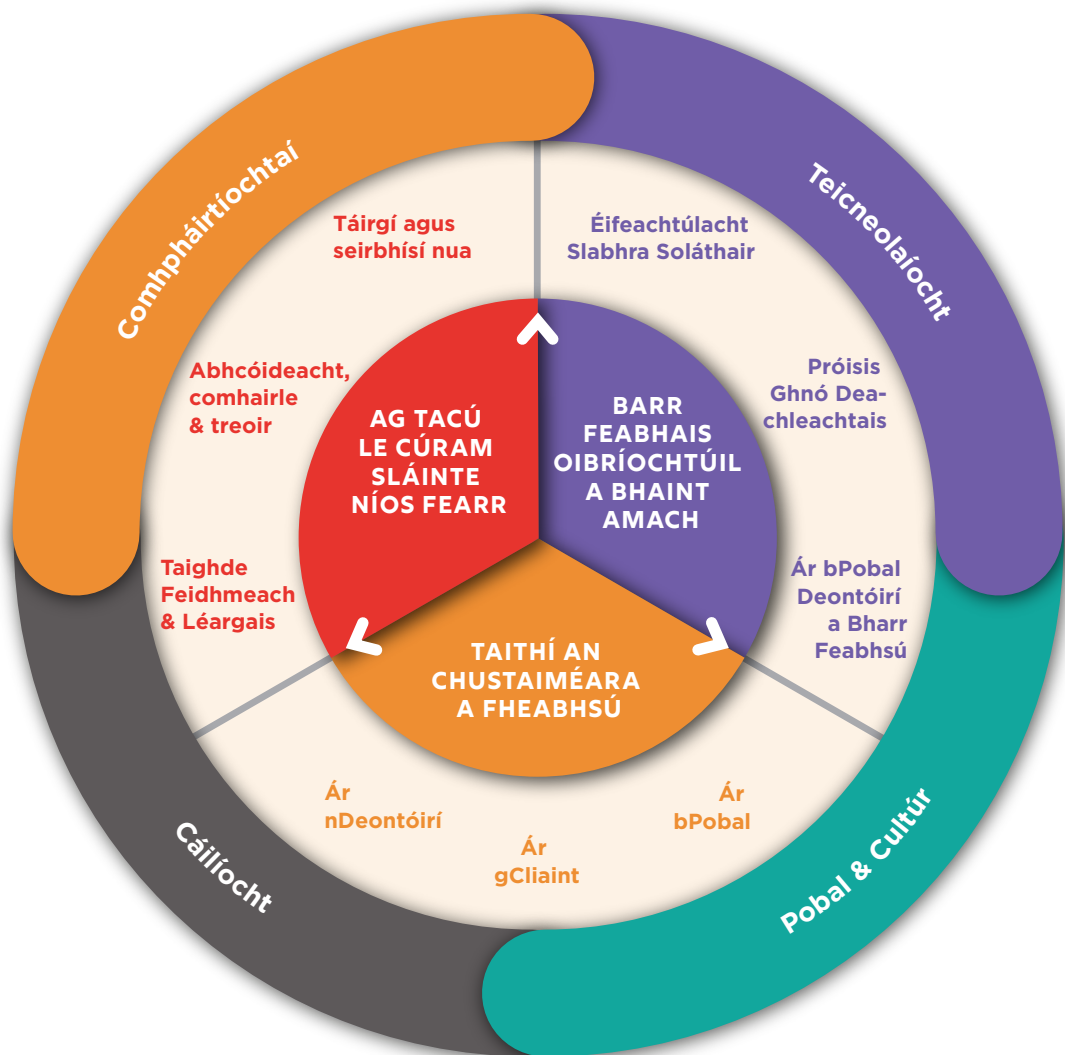 Comhpháirtíochtaí
Teicneolaíocht
Táirgí agus
seirbhísí nua
Éifeachtúlacht
Slabhra Soláthair
Abhcóideacht,
comhairle
& treoir
Próisis
Ghnó Dea-
chleachtais
AG TACÚ
LE CÚRAM
SLÁINTE
NÍOS FEARR
BARR
FEABHAIS
OIBRÍOCHTÚIL
A BHAINT
AMACH
Taighde
Feidhmeach
& Léargais
Ár bPobal
Deontóirí
a Bharr
Feabhsú
TAITHÍ AN
CHUSTAIMÉARA
A FHEABHSÚ
Ár
nDeontóirí
Ár
gCliaint
Ár
bPobal
Cáilíocht
Pobal & Cultúr